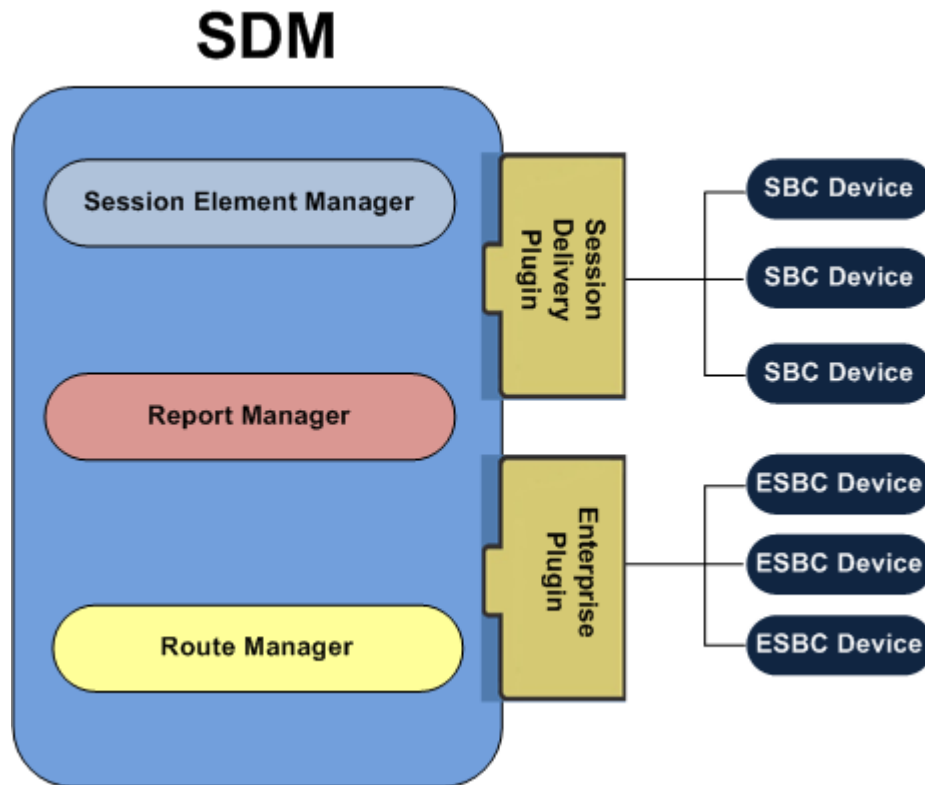 SDM
Session Element Manager
Report Manager
Route Manager
Session
Delivery
Plugin
Enterprise
Plugin
SBC Device
SBC Device
SBC Device
ESBC Device
ESBC Device
ESBC Device